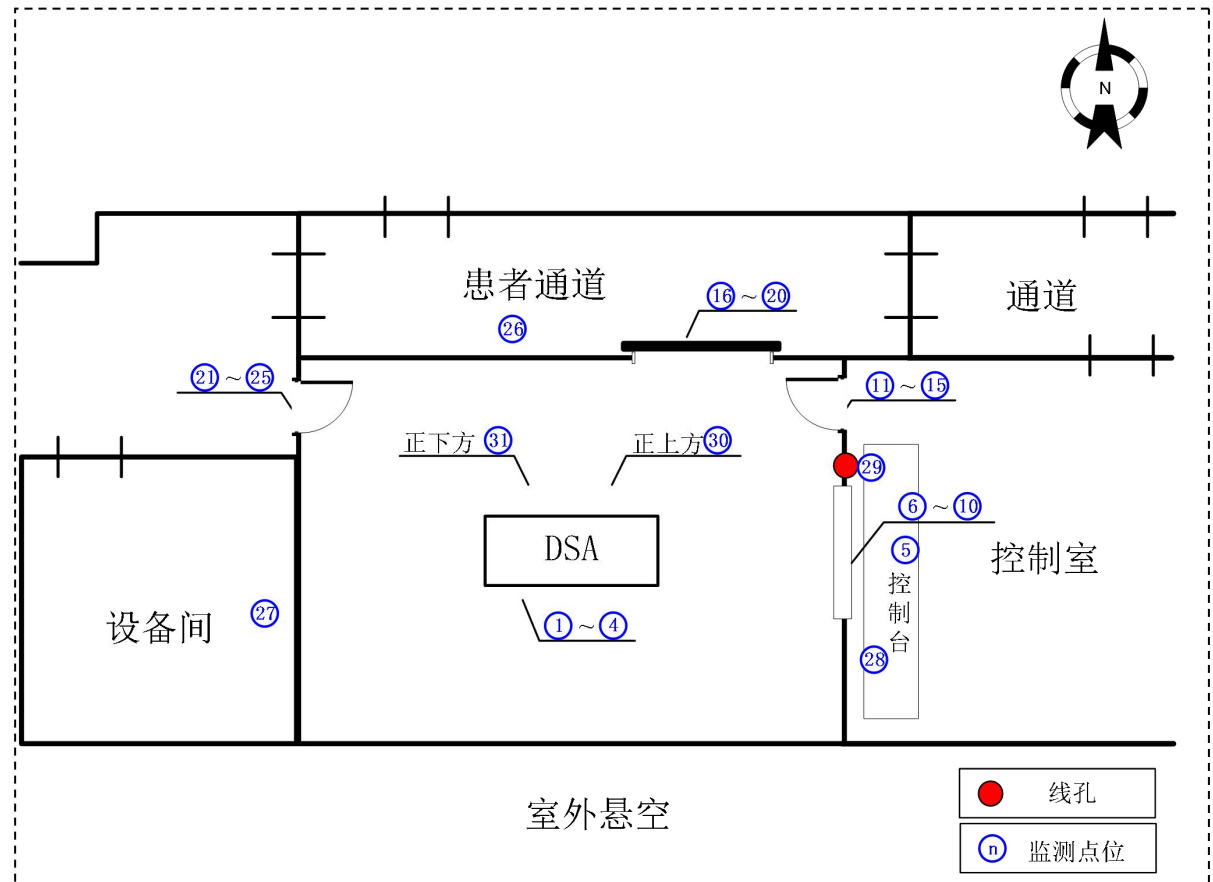 N
患者通道
⑯～⑳
通道
㉖
㉑～㉕
⑪～⑮
正下方㉛
正上方㉚
㉙
⑥～⑩
DSA
⑤
控制室
控制台
设备间
㉗
①～④
㉘
室外悬空
线孔
n 监测点位